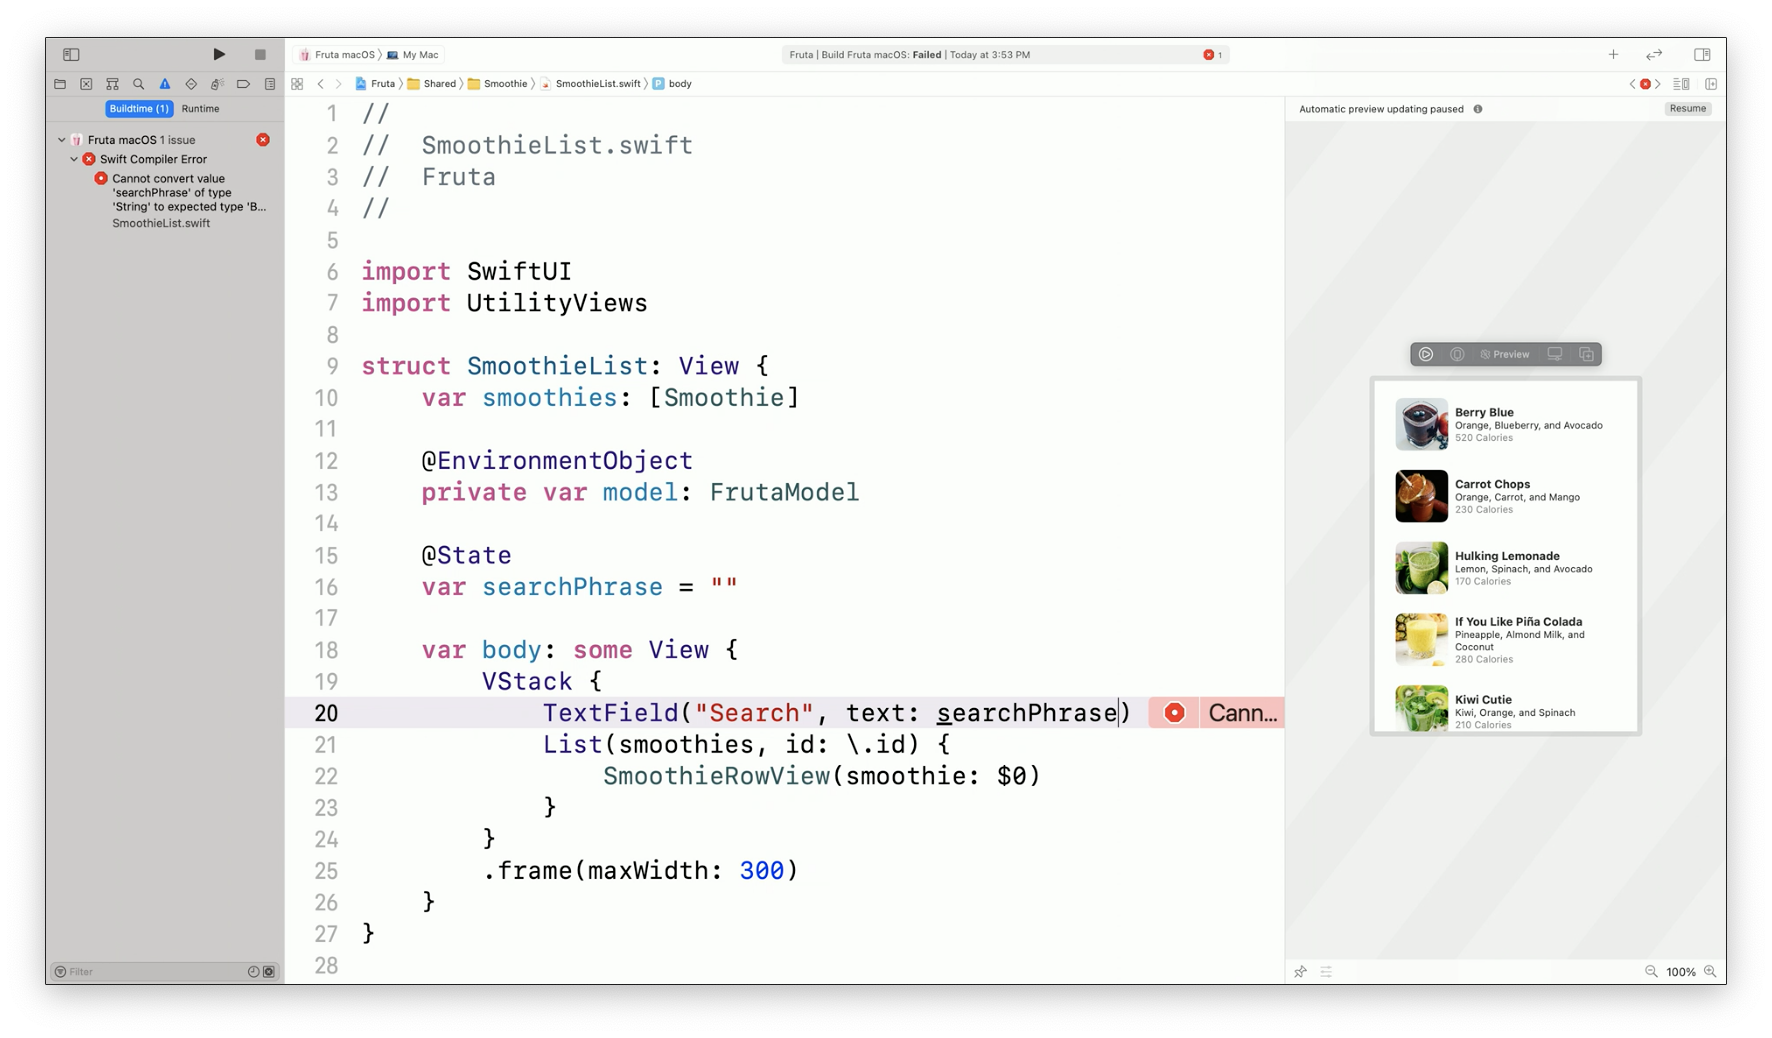 Fruta macOS 〉 My Mac
Fruta | Build Fruta macOS: Failed | Today at 3:53 PM
1
Fruta 〉 Shared 〉 Smoothie 〉 SmoothieList.swift 〉 P body
Buildtime (1) Runtime
Fruta macOS 1 issue
Swift Compiler Error
Cannot convert value
'searchPhrase' of type
'String' to expected type 'B...
SmoothieList.swift
Filter
1 //
2 //  SmoothieList.swift
3 //  Fruta
4 //
5
6 import SwiftUI
7 import UtilityViews
8
9 struct SmoothieList: View {
10     var smoothies: [Smoothie]
11
12     @EnvironmentObject
13     private var model: FrutaModel
14
15     @State
16     var searchPhrase = ""
17
18     var body: some View {
19         VStack {
20             TextField("Search", text: searchPhrase) Cann...
21             List(smoothies, id: \.id) {
22                 SmoothieRowView(smoothie: $0)
23             }
24         }
25         .frame(maxWidth: 300)
26     }
27 }
28
Automatic preview updating paused
Resume
Preview
Berry Blue
Orange, Blueberry, and Avocado
520 Calories
Carrot Chops
Orange, Carrot, and Mango
230 Calories
Hulking Lemonade
Lemon, Spinach, and Avocado
170 Calories
If You Like Piña Colada
Pineapple, Almond Milk, and
Coconut
280 Calories
Kiwi Cutie
Kiwi, Orange, and Spinach
210 Calories
100%